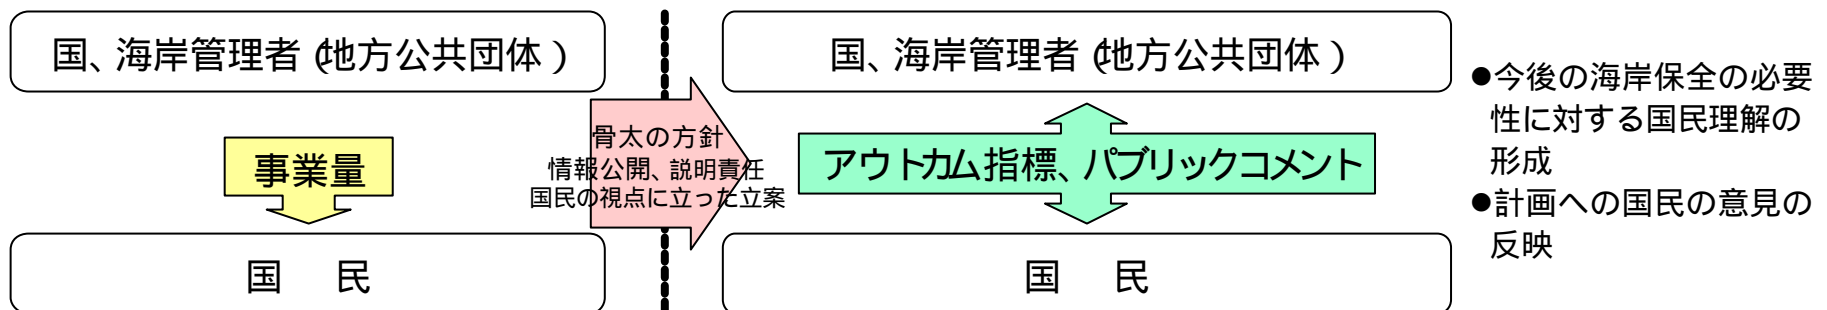 国、海岸管理者（地方公共団体）
事業量
国　民
骨太の方針
情報公開、説明責任
国民の視点に立った立案
国、海岸管理者（地方公共団体）
アウトカム指標、パブリックコメント
国　民
●今後の海岸保全の必要
性に対する国民理解の
形成
●計画への国民の意見の
反映